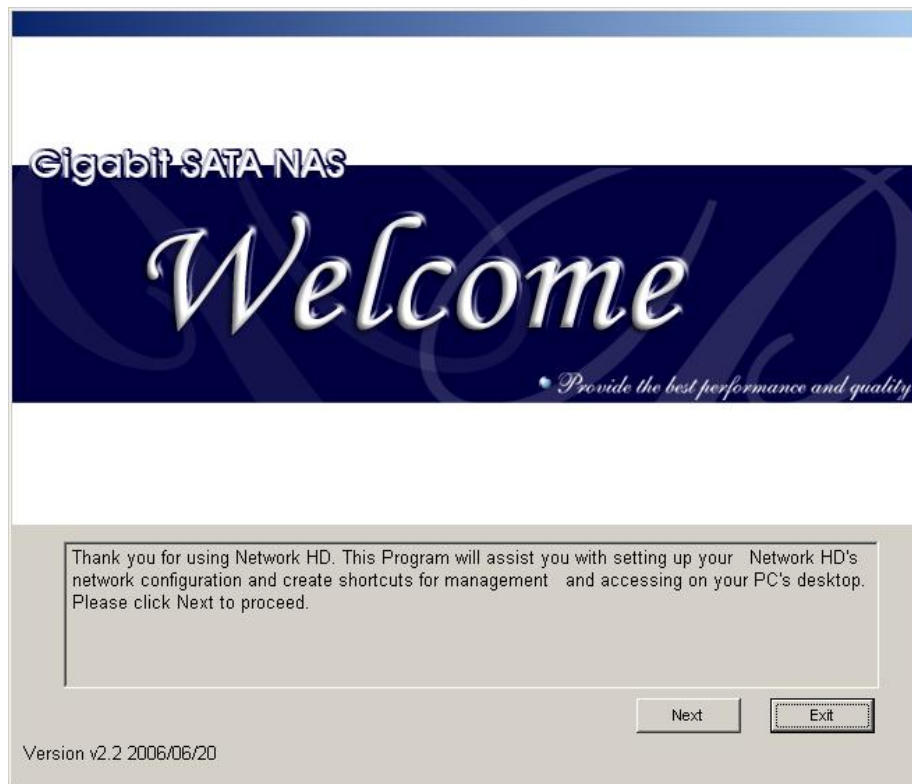 Gigabit SATA NAS
Welcome
Provide the best performance and quality
Thank you for using Network HD. This Program will assist you with setting up your Network HD's
network configuration and create shortcuts for management and accessing on your PC's desktop.
Please click Next to proceed.
Next
Exit
Version v2.2 2006/06/20